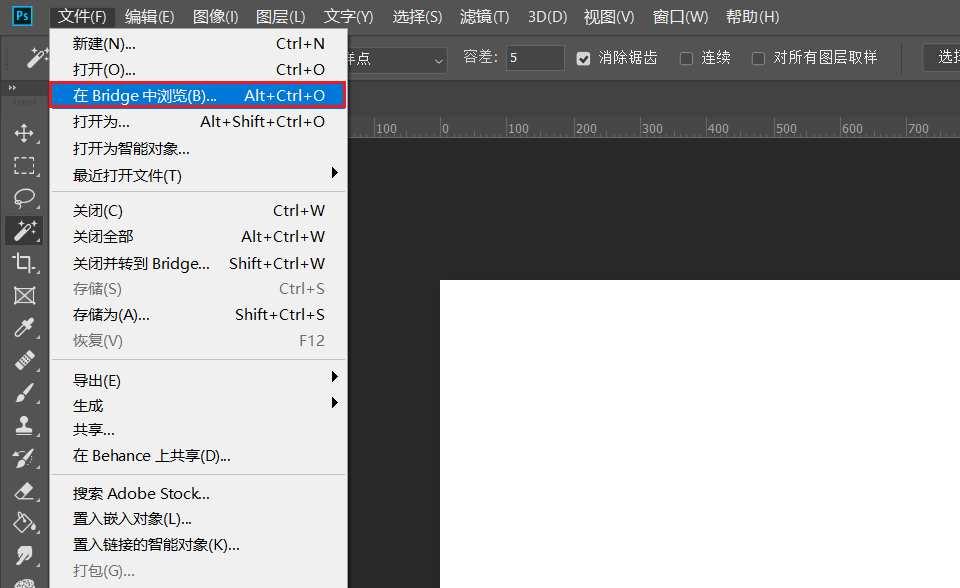 Ps 文件(F) 编辑(E) 图像(I) 图层(L) 文字(Y) 选择(S) 滤镜(T) 3D(D) 视图(V) 窗口(W) 帮助(H)
样点 容差: 5 消除锯齿 连续 对所有图层取样
新建(N)... Ctrl+N
打开(O)... Ctrl+O
在 Bridge 中浏览(B)... Alt+Ctrl+O
打开为... Alt+Shift+Ctrl+O
打开为智能对象...
最近打开文件(T)
关闭(C) Ctrl+W
关闭全部 Alt+Ctrl+W
关闭并转到 Bridge... Shift+Ctrl+W
存储(S) Ctrl+S
存储为(A)... Shift+Ctrl+S
恢复(V) F12
导出(E)
生成
共享...
在 Behance 上共享(D)...
搜索 Adobe Stock...
置入嵌入对象(L)...
置入链接的智能对象(K)...
打包(G)...
100 0 100 200 300 400 500 600 700